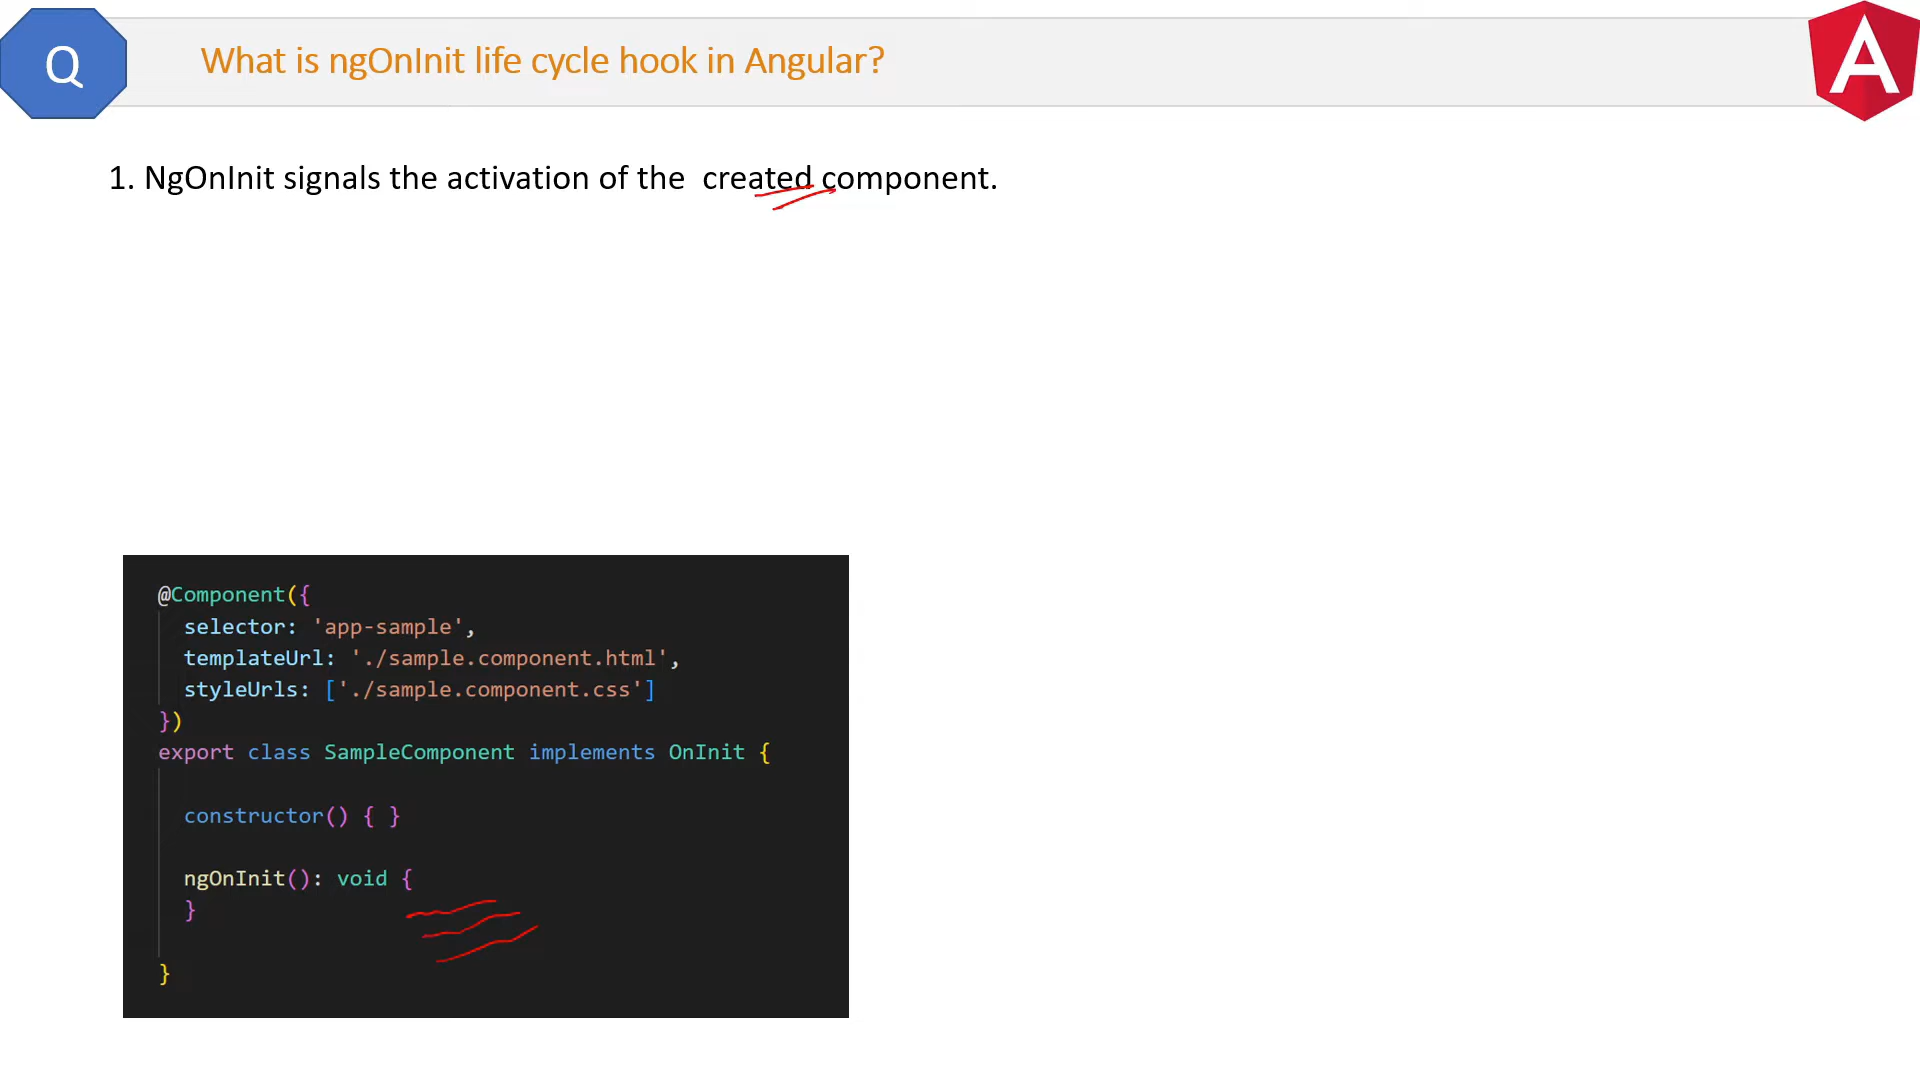 Q
What is ngOnInit life cycle hook in Angular?
A
1. NgOnInit signals the activation of the  created component.
@Component({
  selector: 'app-sample',
  templateUrl: './sample.component.html',
  styleUrls: ['./sample.component.css']
})
export class SampleComponent implements OnInit {
  constructor() { }
  ngOnInit(): void {
  }
}